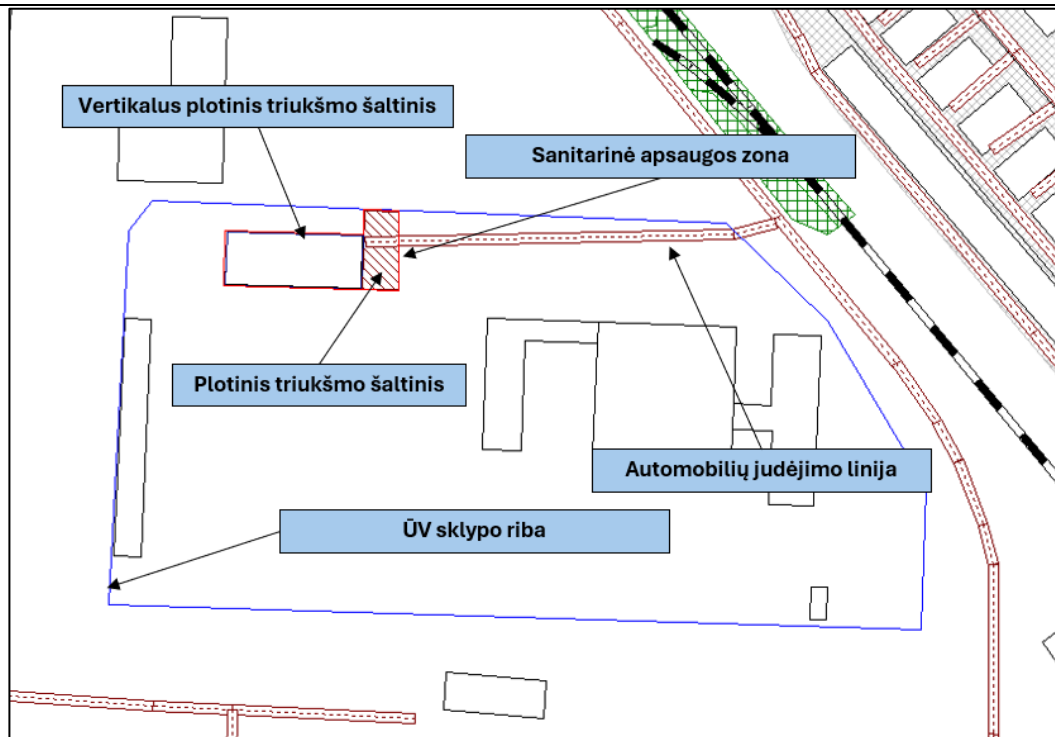 Vertikalus plotinis triukšmo šaltinis
Sanitarinė apsaugos zona
Plotinis triukšmo šaltinis
Automobilių judėjimo linija
ŪV sklypo riba